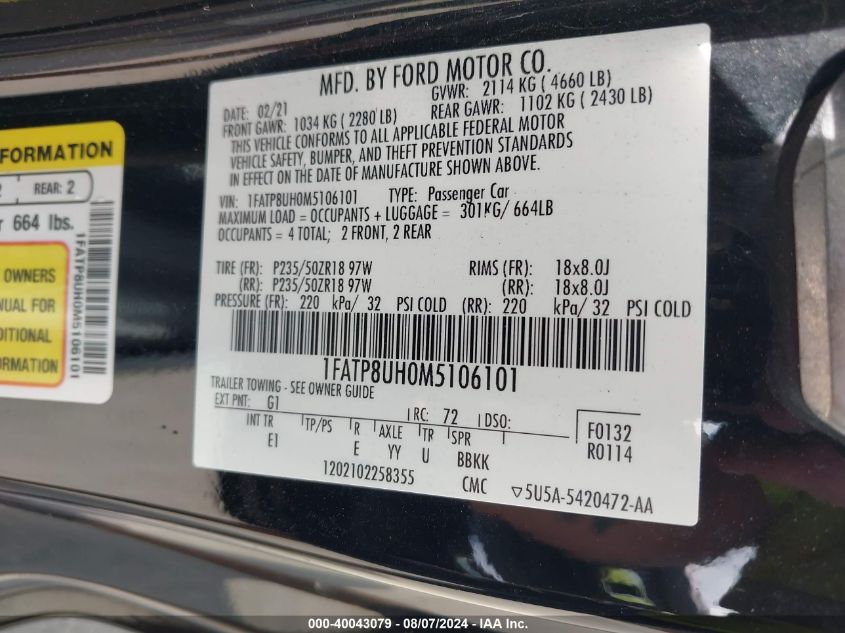 MFD. BY FORD MOTOR CO.
DATE: 02/21 GVWR: 2114 KG ( 4660 LB)
FRONT GAWR: 1034 KG ( 2280 LB) REAR GAWR: 1102 KG ( 2430 LB)
THIS VEHICLE CONFORMS TO ALL APPLICABLE FEDERAL MOTOR
VEHICLE SAFETY, BUMPER, AND THEFT PREVENTION STANDARDS
IN EFFECT ON THE DATE OF MANUFACTURE SHOWN ABOVE.
VIN: 1FATP8UH0M5106101 TYPE: Passenger Car
MAXIMUM LOAD = OCCUPANTS + LUGGAGE = 301KG/ 664LB
OCCUPANTS = 4 TOTAL; 2 FRONT, 2 REAR
TIRE (FR): P235/50ZR18 97W RIMS (FR): 18x8.0J
(RR): P235/50ZR18 97W (RR): 18x8.0J
PRESSURE (FR): 220 kPa/ 32 PSI COLD (RR): 220 kPa/ 32 PSI COLD
1FATP8UH0M5106101
TRAILER TOWING - SEE OWNER GUIDE
EXT PNT: G1 RC: 72 DSO:
INT TR TP/PS R AXLE TR SPR F0132
E1 E YY U BBKK R0114
1202102258355 CMC ▽5U5A-5420472-AA
FORMATION
2 REAR: 2
r 664 lbs.
OWNERS
NUAL FOR
DITIONAL
ORMATION
1FATP8UH0M5106101
000-40043079 - 08/07/2024 - IAA Inc.